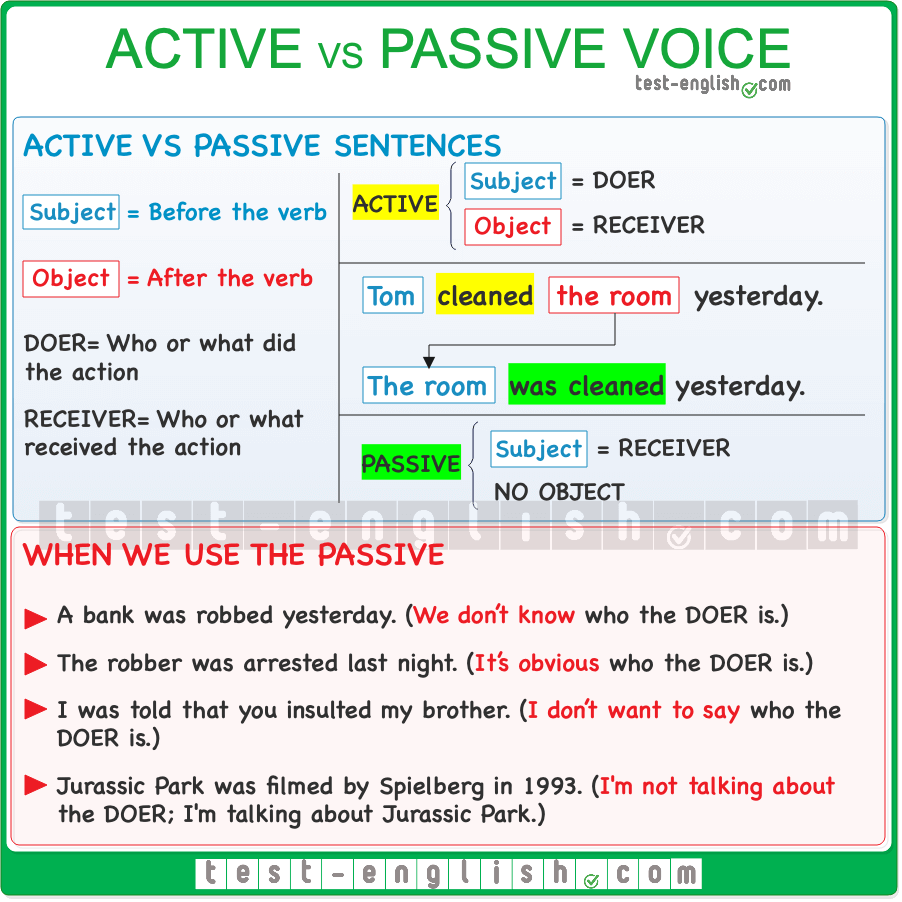 ACTIVE VS PASSIVE VOICE
test-english.com
ACTIVE VS PASSIVE SENTENCES
Subject = Before the verb
Object = After the verb
DOER= Who or what did
the action
RECEIVER= Who or what
received the action
ACTIVE
Subject = DOER
Object = RECEIVER
Tom cleaned the room yesterday.
The room was cleaned yesterday.
PASSIVE
Subject = RECEIVER
NO OBJECT
test-english.com
WHEN WE USE THE PASSIVE
A bank was robbed yesterday. (We don’t know who the DOER is.)
The robber was arrested last night. (It’s obvious who the DOER is.)
I was told that you insulted my brother. (I don’t want to say who the
DOER is.)
Jurassic Park was filmed by Spielberg in 1993. (I'm not talking about
the DOER; I'm talking about Jurassic Park.)
test-english.com